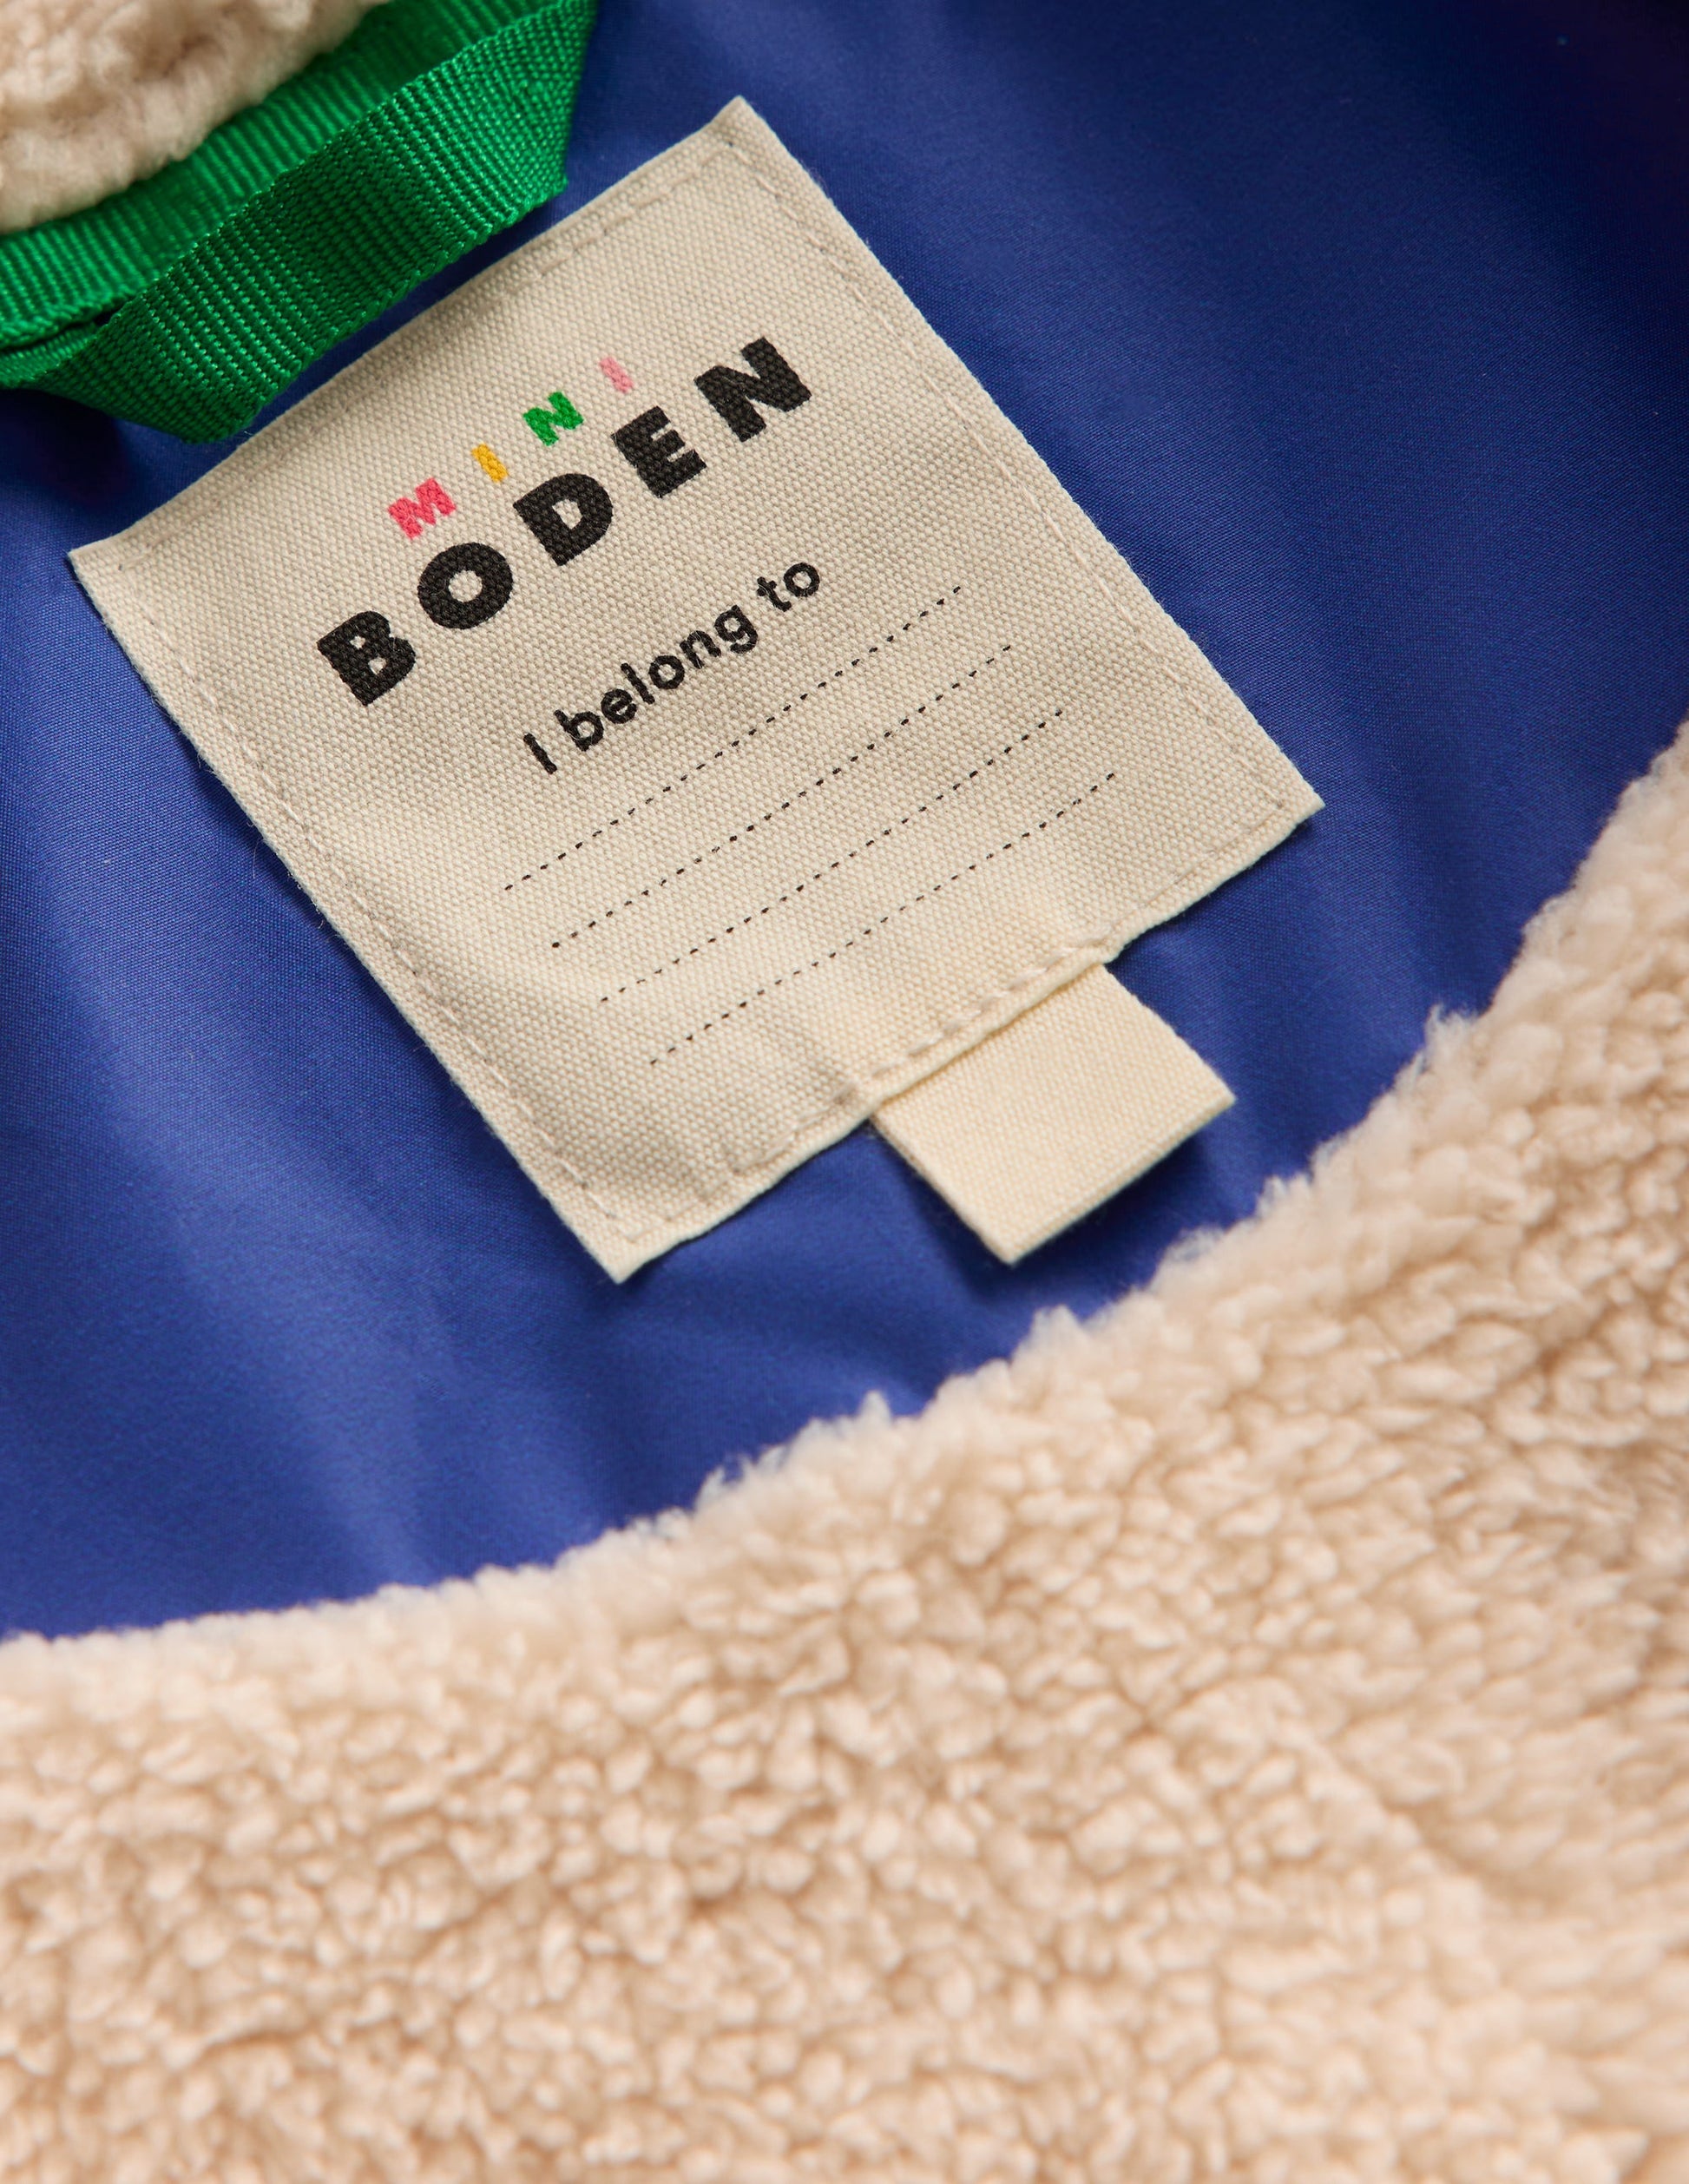 MINI
BODEN
I belong to